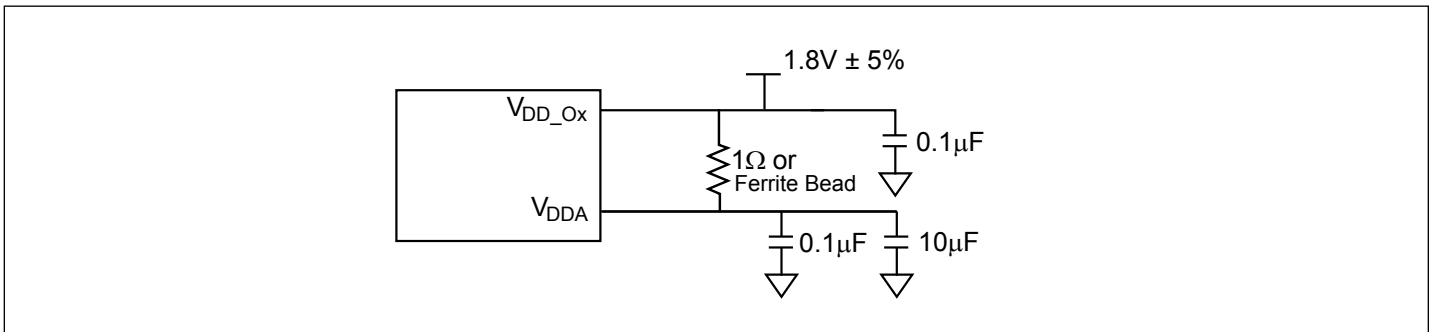 1.8V ± 5%
VDD_Ox
0.1μF
1Ω or
Ferrite Bead
VDDA
0.1μF
10μF